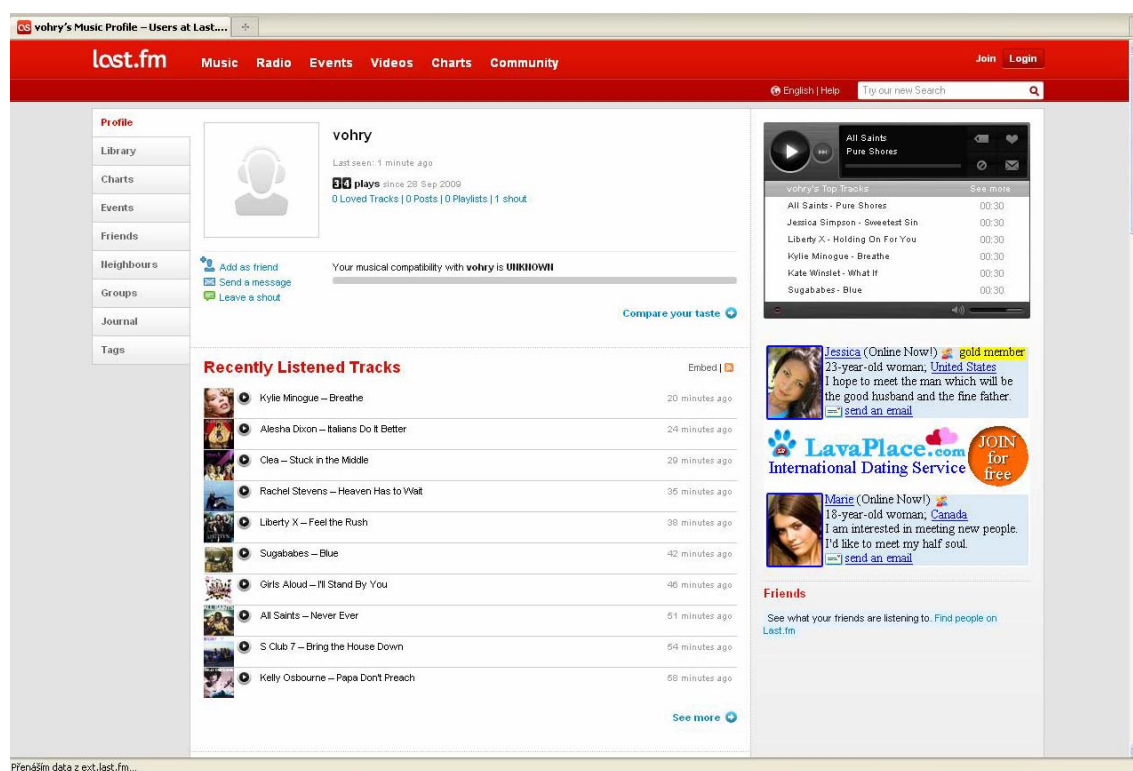 vohry's Music Profile – Users at Last....
last.fm
Music Radio Events Videos Charts Community
Join Login
English | Help
Try our new Search
Profile
Library
Charts
Events
Friends
Neighbours
Groups
Journal
Tags
vohry
Last seen: 1 minute ago
34 plays since 28 Sep 2009
0 Loved Tracks | 0 Posts | 0 Playlists | 1 shout
Add as friend
Send a message
Leave a shout
Your musical compatibility with vohry is UNKNOWN
Compare your taste
Recently Listened Tracks
Embed |
Kylie Minogue – Breathe 20 minutes ago
Alesha Dixon – Italians Do It Better 24 minutes ago
Clea – Stuck in the Middle 29 minutes ago
Rachel Stevens – Heaven Has to Wait 35 minutes ago
Liberty X – Feel the Rush 38 minutes ago
Sugababes – Blue 42 minutes ago
Girls Aloud – I'll Stand By You 46 minutes ago
All Saints – Never Ever 51 minutes ago
S Club 7 – Bring the House Down 54 minutes ago
Kelly Osbourne – Papa Don't Preach 58 minutes ago
See more
All Saints
Pure Shores
vohry's Top Tracks See more
All Saints - Pure Shores 00:30
Jessica Simpson - Sweetest Sin 00:30
Liberty X - Holding On For You 00:30
Kylie Minogue - Breathe 00:30
Kate Winslet - What If 00:30
Sugababes - Blue 00:30
Jessica (Online Now!) gold member
23-year-old woman; United States
I hope to meet the man which will be
the good husband and the fine father.
send an email
LavaPlace.com
International Dating Service
JOIN
for
free
Marie (Online Now!)
18-year-old woman; Canada
I am interested in meeting new people.
I'd like to meet my half soul.
send an email
Friends
See what your friends are listening to. Find people on
Last.fm
Přenáším data z ext.last.fm...